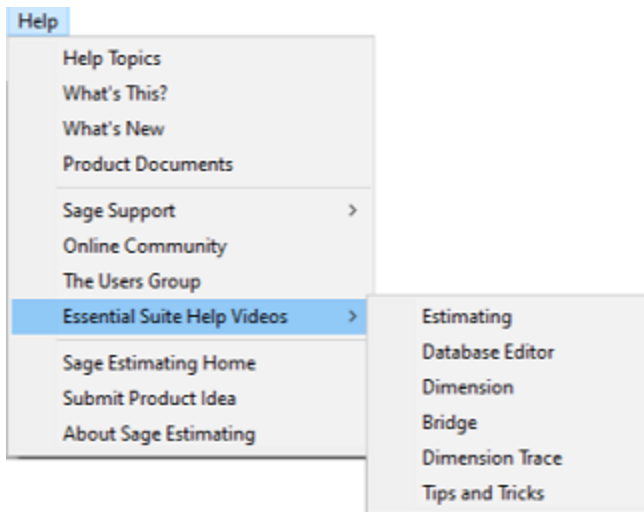 Help
Help Topics
What's This?
What's New
Product Documents
Sage Support
Online Community
The Users Group
Essential Suite Help Videos
Sage Estimating Home
Submit Product Idea
About Sage Estimating
Estimating
Database Editor
Dimension
Bridge
Dimension Trace
Tips and Tricks